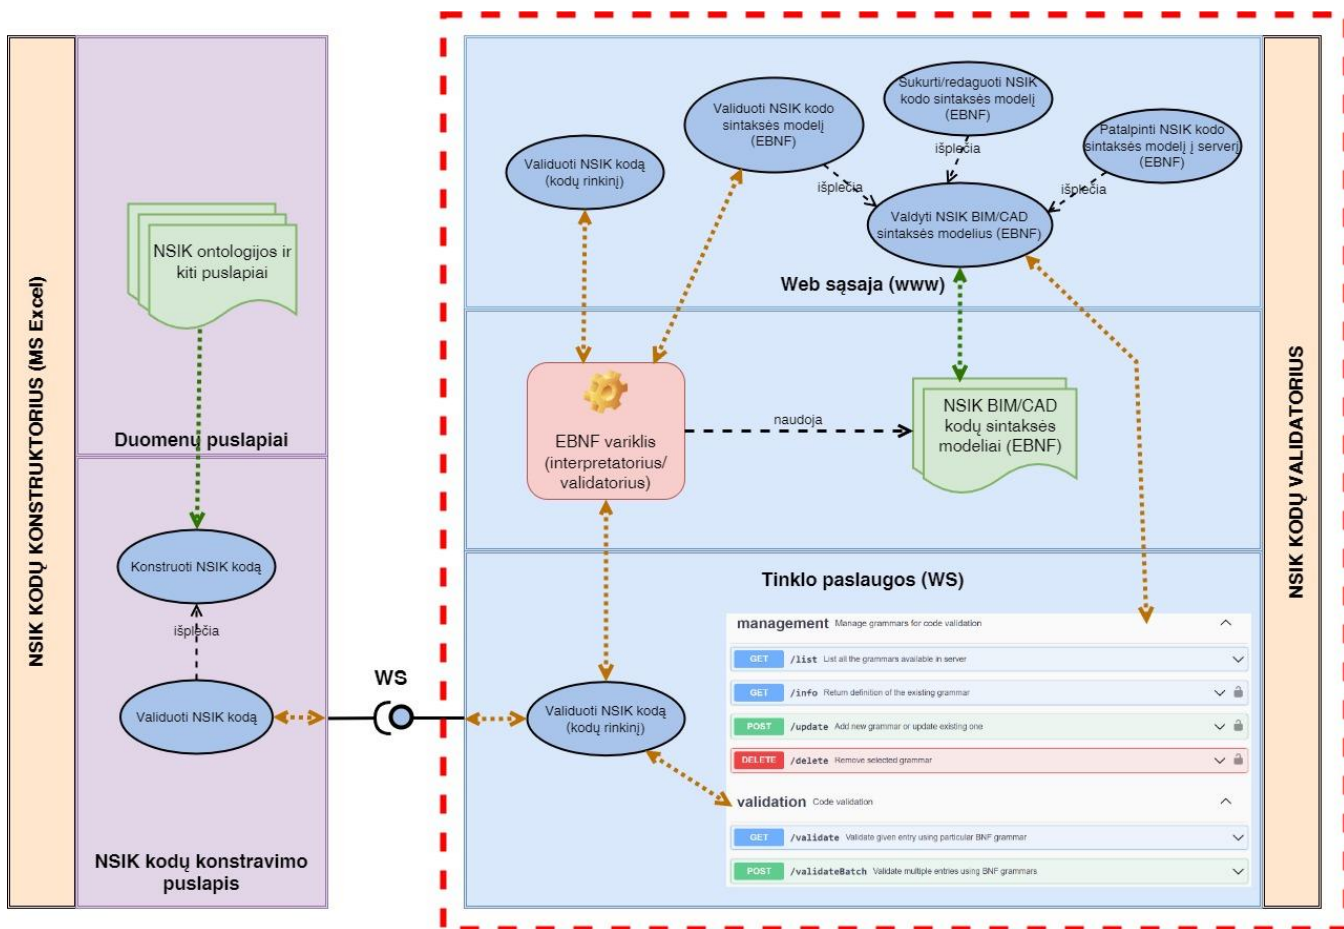 NSIK KODŲ KONSTRUKTORIUS (MS Excel)
NSIK ontologijos ir
kiti puslapiai
Duomenų puslapiai
Konstruoti NSIK kodą
išplečia
Validuoti NSIK kodą
NSIK kodų konstravimo
puslapis
WS
Validuoti NSIK kodą
(kodų rinkinį)
Validuoti NSIK kodo
sintaksės modelį
(EBNF)
Sukurti/redaguoti NSIK
kodo sintaksės modelį
(EBNF)
Patalpinti NSIK kodo
sintaksės modelį į serverį
(EBNF)
išplečia
išplečia
išplečia
Valdyti NSIK BIM/CAD
sintaksės modelius (EBNF)
Web sąsaja (www)
EBNF variklis
(interpretatorius/
validatorius)
naudoja
NSIK BIM/CAD
kodų sintaksės
modeliai (EBNF)
Tinklo paslaugos (WS)
Validuoti NSIK kodą
(kodų rinkinį)
management Manage grammars for code validation
GET /list List all the grammars available in server
GET /info Return definition of the existing grammar
POST /update Add new grammar or update existing one
DELETE /delete Remove selected grammar
validation Code validation
GET /validate Validate given entry using particular BNF grammar
POST /validateBatch Validate multiple entries using BNF grammars
NSIK KODŲ VALIDATORIUS